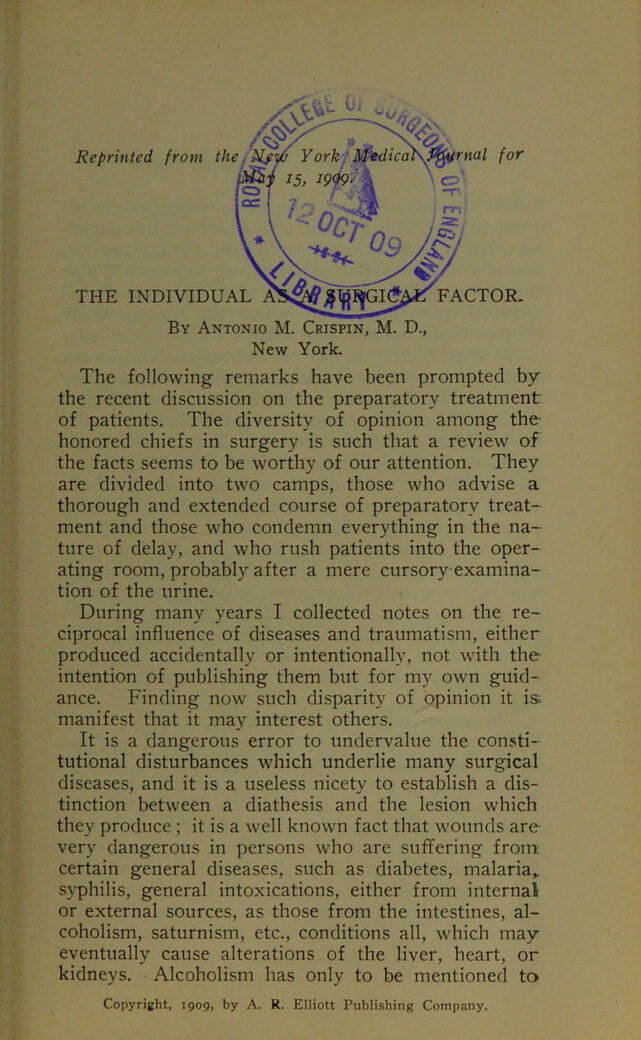 Reprinted from the New York Medical Journal for
May 15, 1909.
ROYAL COLLEGE OF SURGEONS OF ENGLAND
* LIBRARY *
12 OCT 09
THE INDIVIDUAL AS A SURGICAL FACTOR.
By Antonio M. Crispin, M. D.,
New York.
The following remarks have been prompted by
the recent discussion on the preparatory treatment
of patients. The diversity of opinion among the
honored chiefs in surgery is such that a review of
the facts seems to be worthy of our attention. They
are divided into two camps, those who advise a
thorough and extended course of preparatory treat-
ment and those who condemn everything in the na-
ture of delay, and who rush patients into the oper-
ating room, probably after a mere cursory examina-
tion of the urine.
During many years I collected notes on the re-
ciprocal influence of diseases and traumatism, either
produced accidentally or intentionally, not with the
intention of publishing them but for my own guid-
ance. Finding now such disparity of opinion it is
manifest that it may interest others.
It is a dangerous error to undervalue the consti-
tutional disturbances which underlie many surgical
diseases, and it is a useless nicety to establish a dis-
tinction between a diathesis and the lesion which
they produce ; it is a well known fact that wounds are
very dangerous in persons who are suffering from
certain general diseases, such as diabetes, malaria,
syphilis, general intoxications, either from internal
or external sources, as those from the intestines, al-
coholism, saturnism, etc., conditions all, which may
eventually cause alterations of the liver, heart, or
kidneys. Alcoholism has only to be mentioned to
Copyright, 1909, by A. R. Elliott Publishing Company.